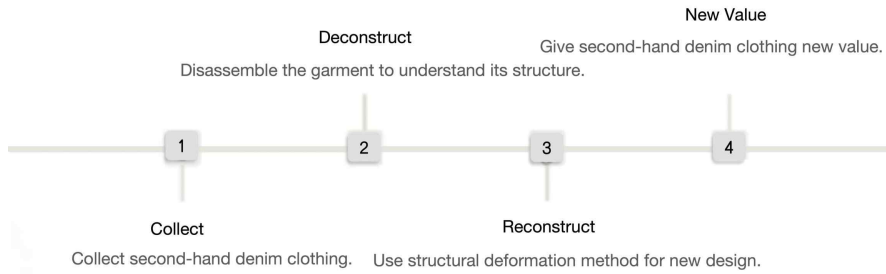 New Value
Give second-hand denim clothing new value.
Deconstruct
Disassemble the garment to understand its structure.
1
2
3
4
Collect
Collect second-hand denim clothing.
Reconstruct
Use structural deformation method for new design.